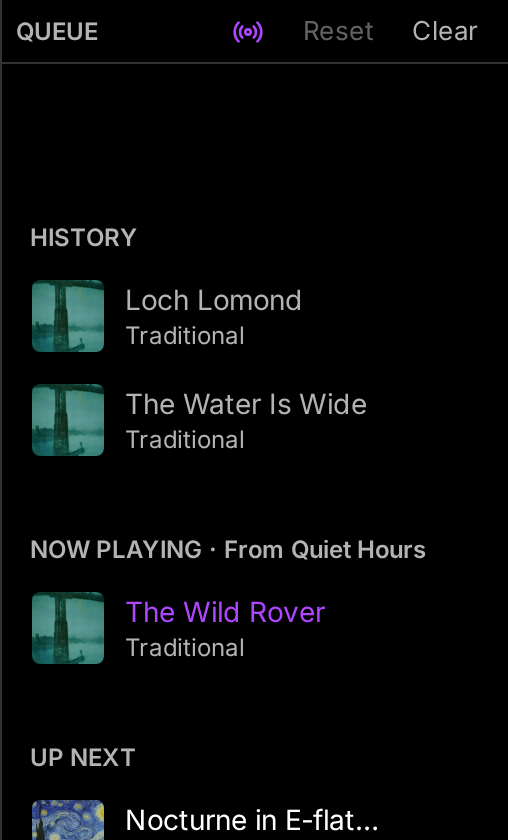 QUEUE Reset Clear
HISTORY
Loch Lomond
Traditional
The Water Is Wide
Traditional
NOW PLAYING · From Quiet Hours
The Wild Rover
Traditional
UP NEXT
Nocturne in E-flat...